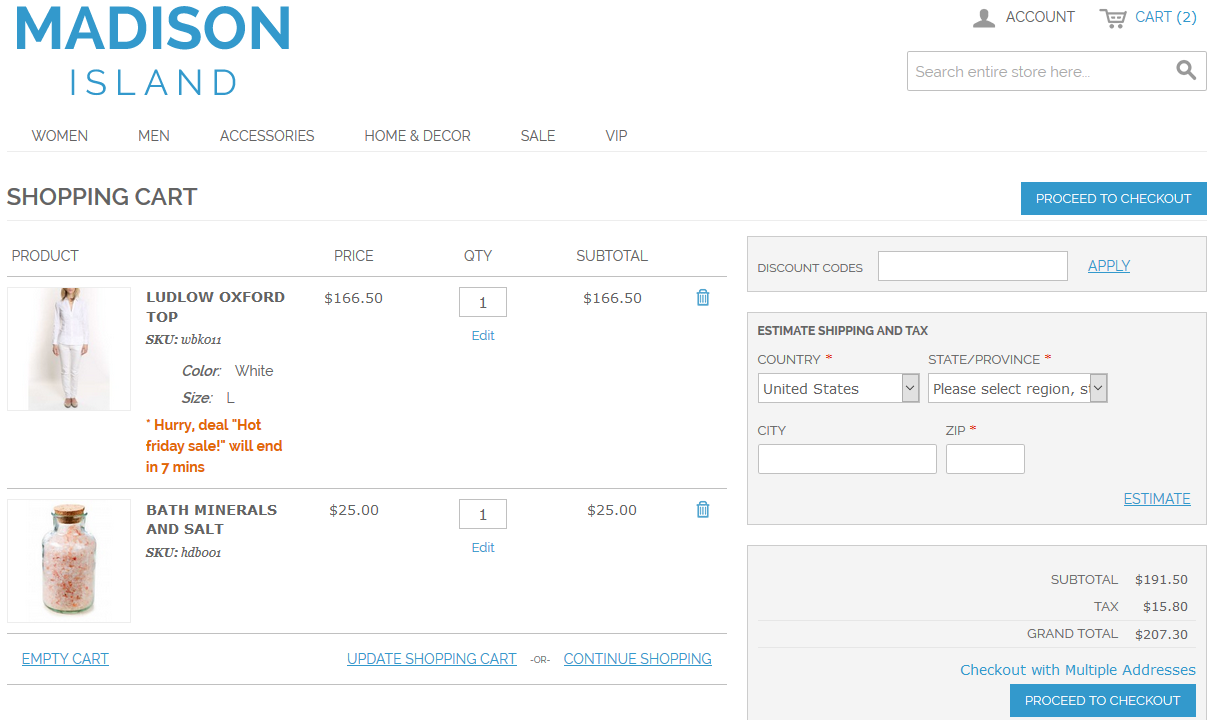 MADISON
ISLAND
ACCOUNT
CART (2)
Search entire store here...
WOMEN
MEN
ACCESSORIES
HOME & DECOR
SALE
VIP
SHOPPING CART
PROCEED TO CHECKOUT
PRODUCT
PRICE
QTY
SUBTOTAL
LUDLOW OXFORD
TOP
SKU: wbk011
Color: White
Size: L
* Hurry, deal "Hot
friday sale!" will end
in 7 mins
$166.50
1
Edit
$166.50
BATH MINERALS
AND SALT
SKU: hdb001
$25.00
1
Edit
$25.00
EMPTY CART
UPDATE SHOPPING CART
-OR-
CONTINUE SHOPPING
DISCOUNT CODES
APPLY
ESTIMATE SHIPPING AND TAX
COUNTRY *
STATE/PROVINCE *
United States
Please select region, st
CITY
ZIP *
ESTIMATE
SUBTOTAL $191.50
TAX $15.80
GRAND TOTAL $207.30
Checkout with Multiple Addresses
PROCEED TO CHECKOUT